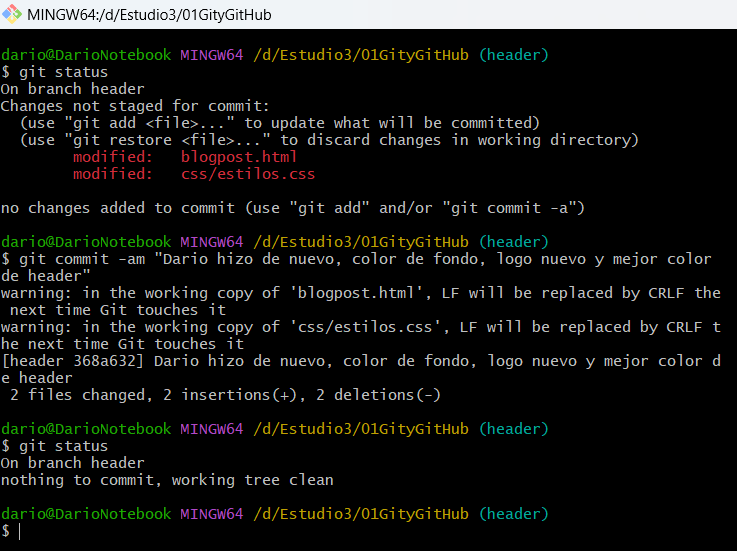 MINGW64:/d/Estudio3/01GityGitHub
dario@DarioNotebook MINGW64 /d/Estudio3/01GityGitHub (header)
$ git status
On branch header
Changes not staged for commit:
  (use "git add <file>..." to update what will be committed)
  (use "git restore <file>..." to discard changes in working directory)
        modified:   blogpost.html
        modified:   css/estilos.css
no changes added to commit (use "git add" and/or "git commit -a")
dario@DarioNotebook MINGW64 /d/Estudio3/01GityGitHub (header)
$ git commit -am "Dario hizo de nuevo, color de fondo, logo nuevo y mejor color
de header"
warning: in the working copy of 'blogpost.html', LF will be replaced by CRLF the
 next time Git touches it
warning: in the working copy of 'css/estilos.css', LF will be replaced by CRLF t
he next time Git touches it
[header 368a632] Dario hizo de nuevo, color de fondo, logo nuevo y mejor color d
e header
 2 files changed, 2 insertions(+), 2 deletions(-)
dario@DarioNotebook MINGW64 /d/Estudio3/01GityGitHub (header)
$ git status
On branch header
nothing to commit, working tree clean
dario@DarioNotebook MINGW64 /d/Estudio3/01GityGitHub (header)
$